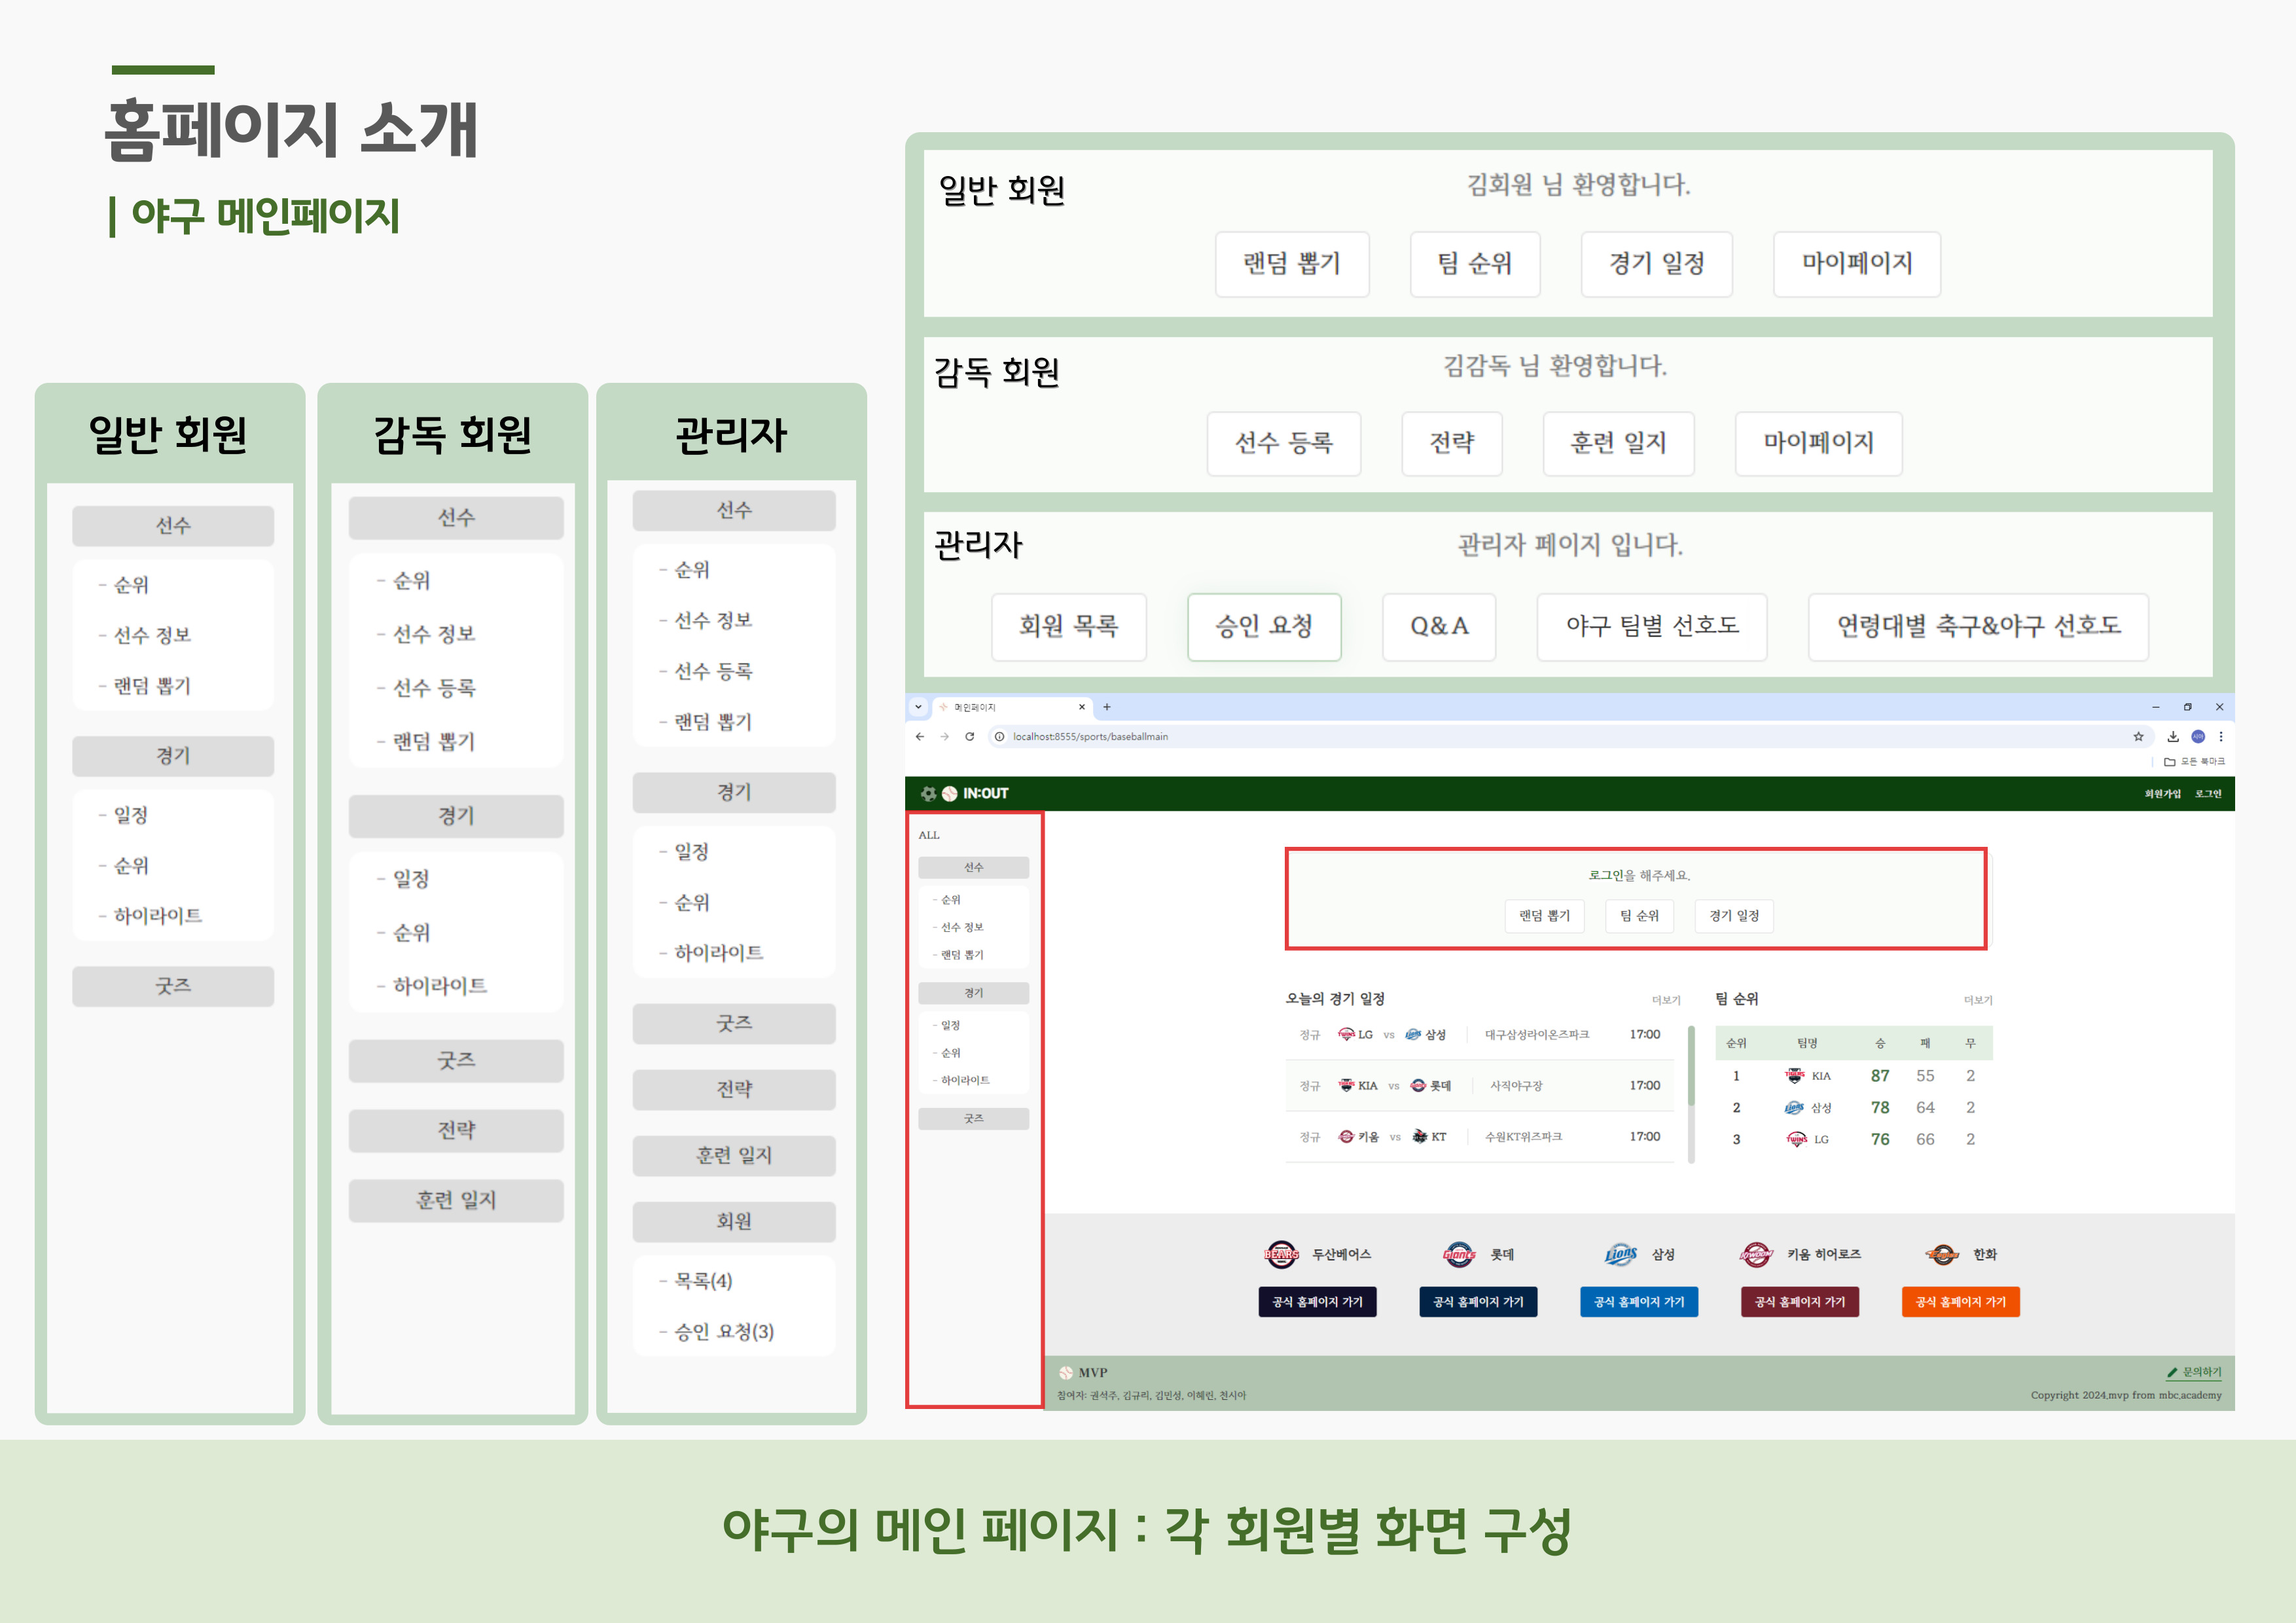 홈페이지 소개
| 야구 메인페이지
일반 회원
선수
- 순위
- 선수 정보
- 랜덤 뽑기
경기
- 일정
- 순위
- 하이라이트
굿즈
감독 회원
선수
- 순위
- 선수 정보
- 선수 등록
- 랜덤 뽑기
경기
- 일정
- 순위
- 하이라이트
굿즈
전략
훈련 일지
관리자
선수
- 순위
- 선수 정보
- 선수 등록
- 랜덤 뽑기
경기
- 일정
- 순위
- 하이라이트
굿즈
전략
훈련 일지
회원
- 목록(4)
- 승인 요청(3)
일반 회원
김회원 님 환영합니다.
랜덤 뽑기 팀 순위 경기 일정 마이페이지
감독 회원
김감독 님 환영합니다.
선수 등록 전략 훈련 일지 마이페이지
관리자
관리자 페이지 입니다.
회원 목록 승인 요청 Q&A 야구 팀별 선호도 연령대별 축구&야구 선호도
메인페이지
localhost:8555/sports/baseballmain
모든 북마크
IN:OUT
회원가입 로그인
ALL
선수
- 순위
- 선수 정보
- 랜덤 뽑기
경기
- 일정
- 순위
- 하이라이트
굿즈
로그인을 해주세요.
랜덤 뽑기 팀 순위 경기 일정
오늘의 경기 일정 더보기
정규 TWINS LG vs Lions 삼성 대구삼성라이온즈파크 17:00
정규 TIGERS KIA vs 롯데 사직야구장 17:00
정규 키움 vs KT 수원KT위즈파크 17:00
팀 순위 더보기
순위 팀명 승 패 무
1 TIGERS KIA 87 55 2
2 Lions 삼성 78 64 2
3 TWINS LG 76 66 2
BEARS 두산베어스 Giants 롯데 Lions 삼성 키움 히어로즈 한화
공식 홈페이지 가기 공식 홈페이지 가기 공식 홈페이지 가기 공식 홈페이지 가기 공식 홈페이지 가기
MVP
참여자: 권석주, 김규리, 김민성, 이혜린, 천시아
문의하기
Copyright 2024.mvp from mbc.academy
야구의 메인 페이지 : 각 회원별 화면 구성